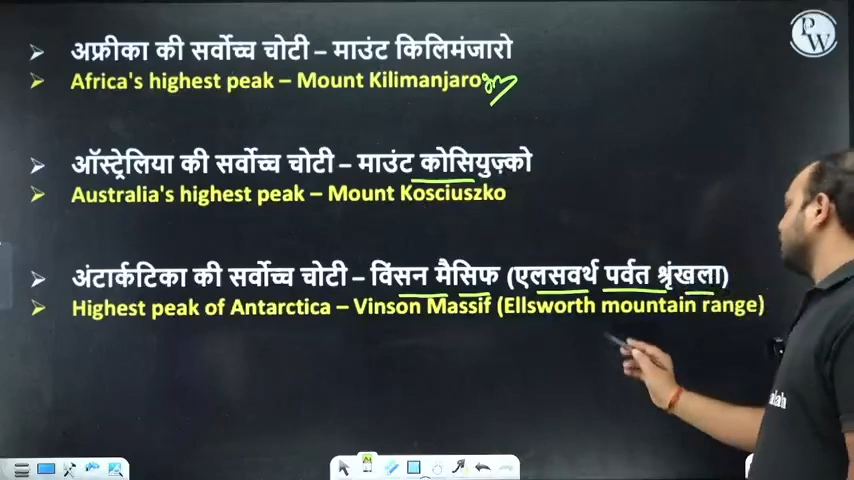 PW
अफ्रीका की सर्वोच्च चोटी – माउंट किलिमंजारो
Africa's highest peak – Mount Kilimanjaro
ऑस्ट्रेलिया की सर्वोच्च चोटी – माउंट कोसियुज़्को
Australia's highest peak – Mount Kosciuszko
अंटार्कटिका की सर्वोच्च चोटी – विंसन मैसिफ (एलसवर्थ पर्वत श्रृंखला)
Highest peak of Antarctica – Vinson Massif (Ellsworth mountain range)